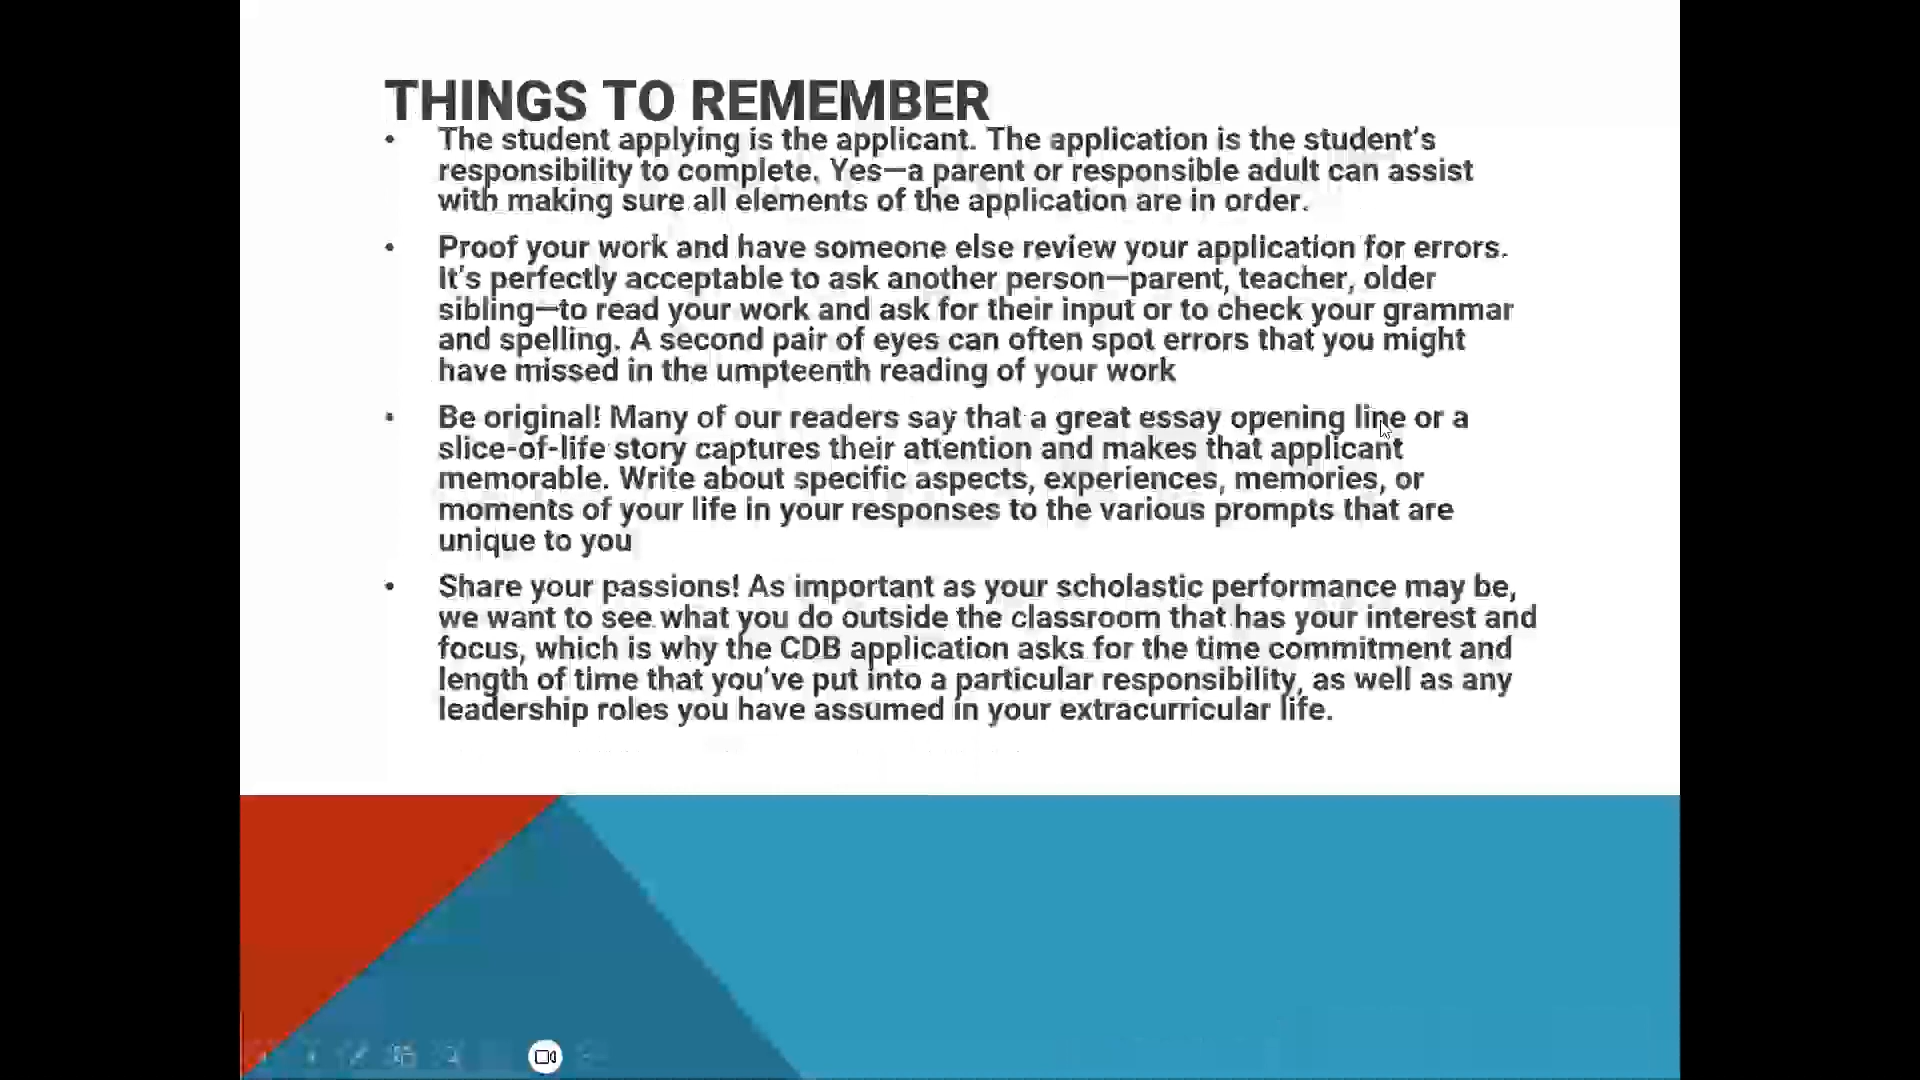 THINGS TO REMEMBER
• The student applying is the applicant. The application is the student's
responsibility to complete. Yes—a parent or responsible adult can assist
with making sure all elements of the application are in order.
• Proof your work and have someone else review your application for errors.
It's perfectly acceptable to ask another person—parent, teacher, older
sibling—to read your work and ask for their input or to check your grammar
and spelling. A second pair of eyes can often spot errors that you might
have missed in the umpteenth reading of your work
• Be original! Many of our readers say that a great essay opening line or a
slice-of-life story captures their attention and makes that applicant
memorable. Write about specific aspects, experiences, memories, or
moments of your life in your responses to the various prompts that are
unique to you
• Share your passions! As important as your scholastic performance may be,
we want to see what you do outside the classroom that has your interest and
focus, which is why the CDB application asks for the time commitment and
length of time that you've put into a particular responsibility, as well as any
leadership roles you have assumed in your extracurricular life.